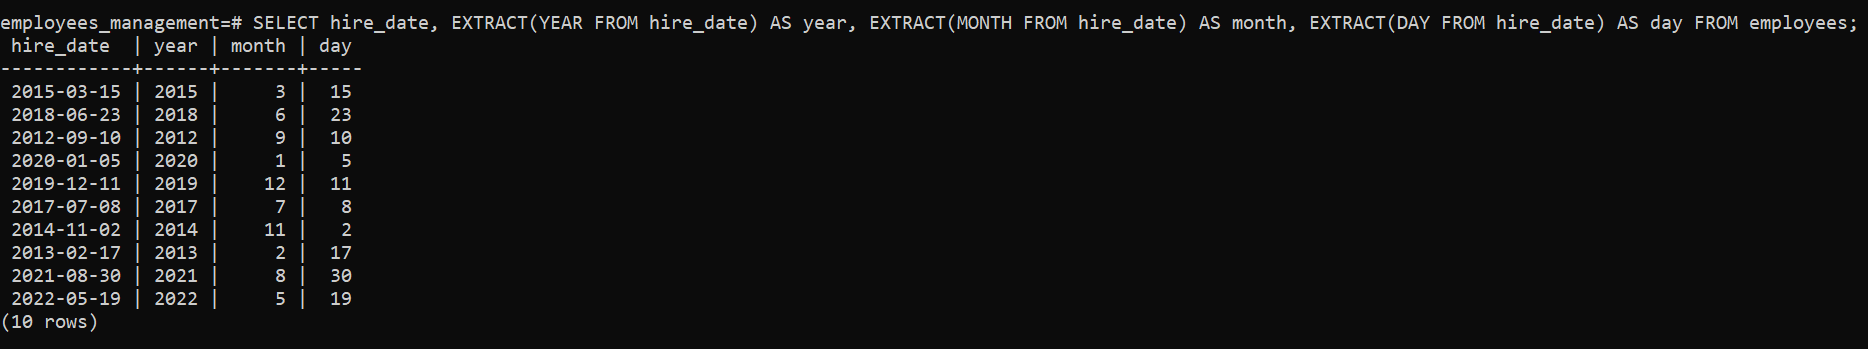 employees_management=# SELECT hire_date, EXTRACT(YEAR FROM hire_date) AS year, EXTRACT(MONTH FROM hire_date) AS month, EXTRACT(DAY FROM hire_date) AS day FROM employees;
 hire_date  | year | month | day
------------+------+-------+-----
 2015-03-15 | 2015 |     3 |  15
 2018-06-23 | 2018 |     6 |  23
 2012-09-10 | 2012 |     9 |  10
 2020-01-05 | 2020 |     1 |   5
 2019-12-11 | 2019 |    12 |  11
 2017-07-08 | 2017 |     7 |   8
 2014-11-02 | 2014 |    11 |   2
 2013-02-17 | 2013 |     2 |  17
 2021-08-30 | 2021 |     8 |  30
 2022-05-19 | 2022 |     5 |  19
(10 rows)